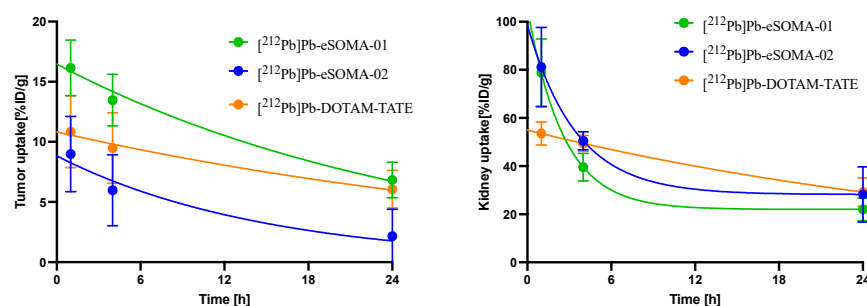 20
15
10
5
0
0
6
12
18
24
Tumor uptake[%ID/g]
Time [h]
[²¹²Pb]Pb-eSOMA-01
[²¹²Pb]Pb-eSOMA-02
[²¹²Pb]Pb-DOTAM-TATE
100
80
60
40
20
0
0
6
12
18
24
Kidney uptake[%ID/g]
Time [h]
[²¹²Pb]Pb-eSOMA-01
[²¹²Pb]Pb-eSOMA-02
[²¹²Pb]Pb-DOTAM-TATE